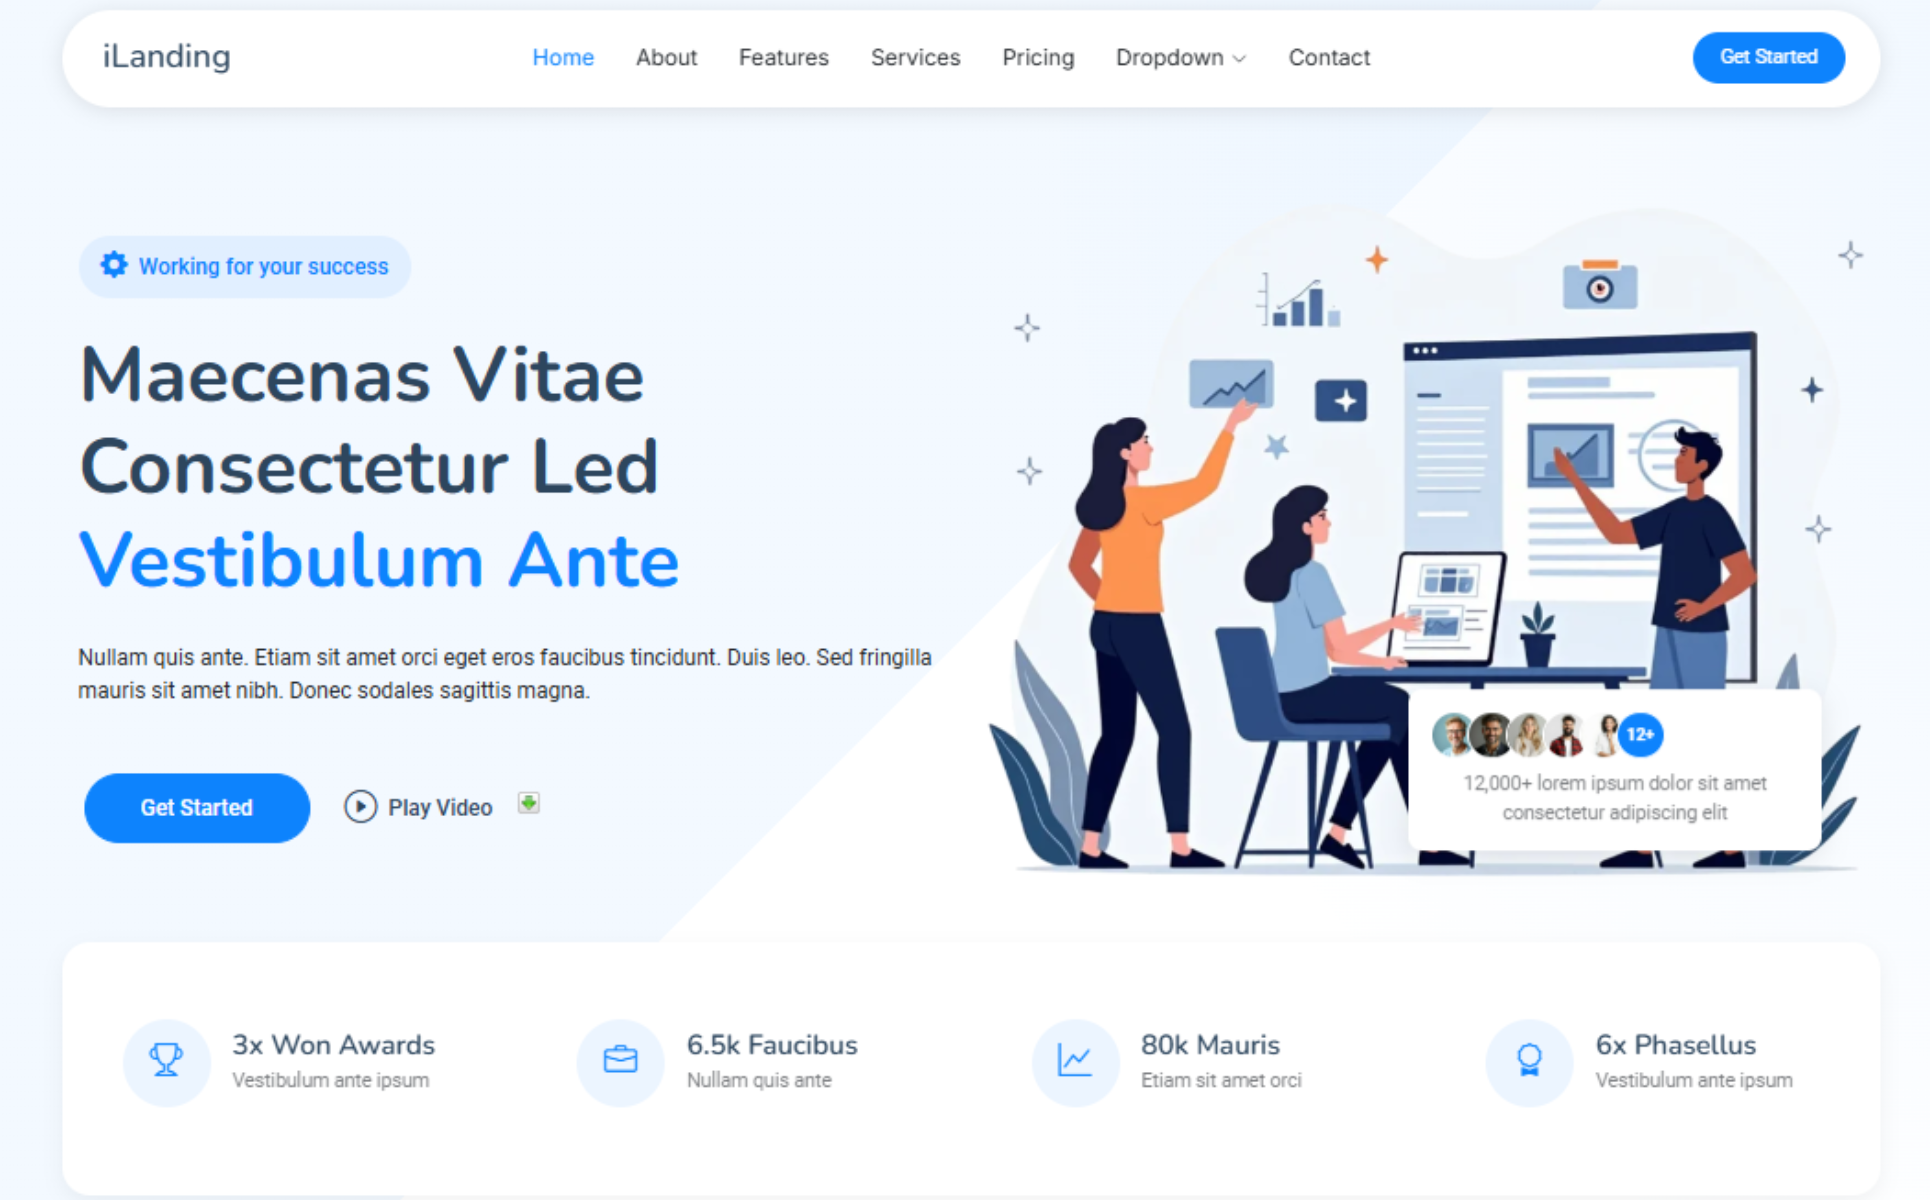 iLanding
Home About Features Services Pricing Dropdown Contact
Get Started
Working for your success
Maecenas Vitae
Consectetur Led
Vestibulum Ante
Nullam quis ante. Etiam sit amet orci eget eros faucibus tincidunt. Duis leo. Sed fringilla
mauris sit amet nibh. Donec sodales sagittis magna.
Get Started
Play Video
12+
12,000+ lorem ipsum dolor sit amet
consectetur adipiscing elit
3x Won Awards
Vestibulum ante ipsum
6.5k Faucibus
Nullam quis ante
80k Mauris
Etiam sit amet orci
6x Phasellus
Vestibulum ante ipsum